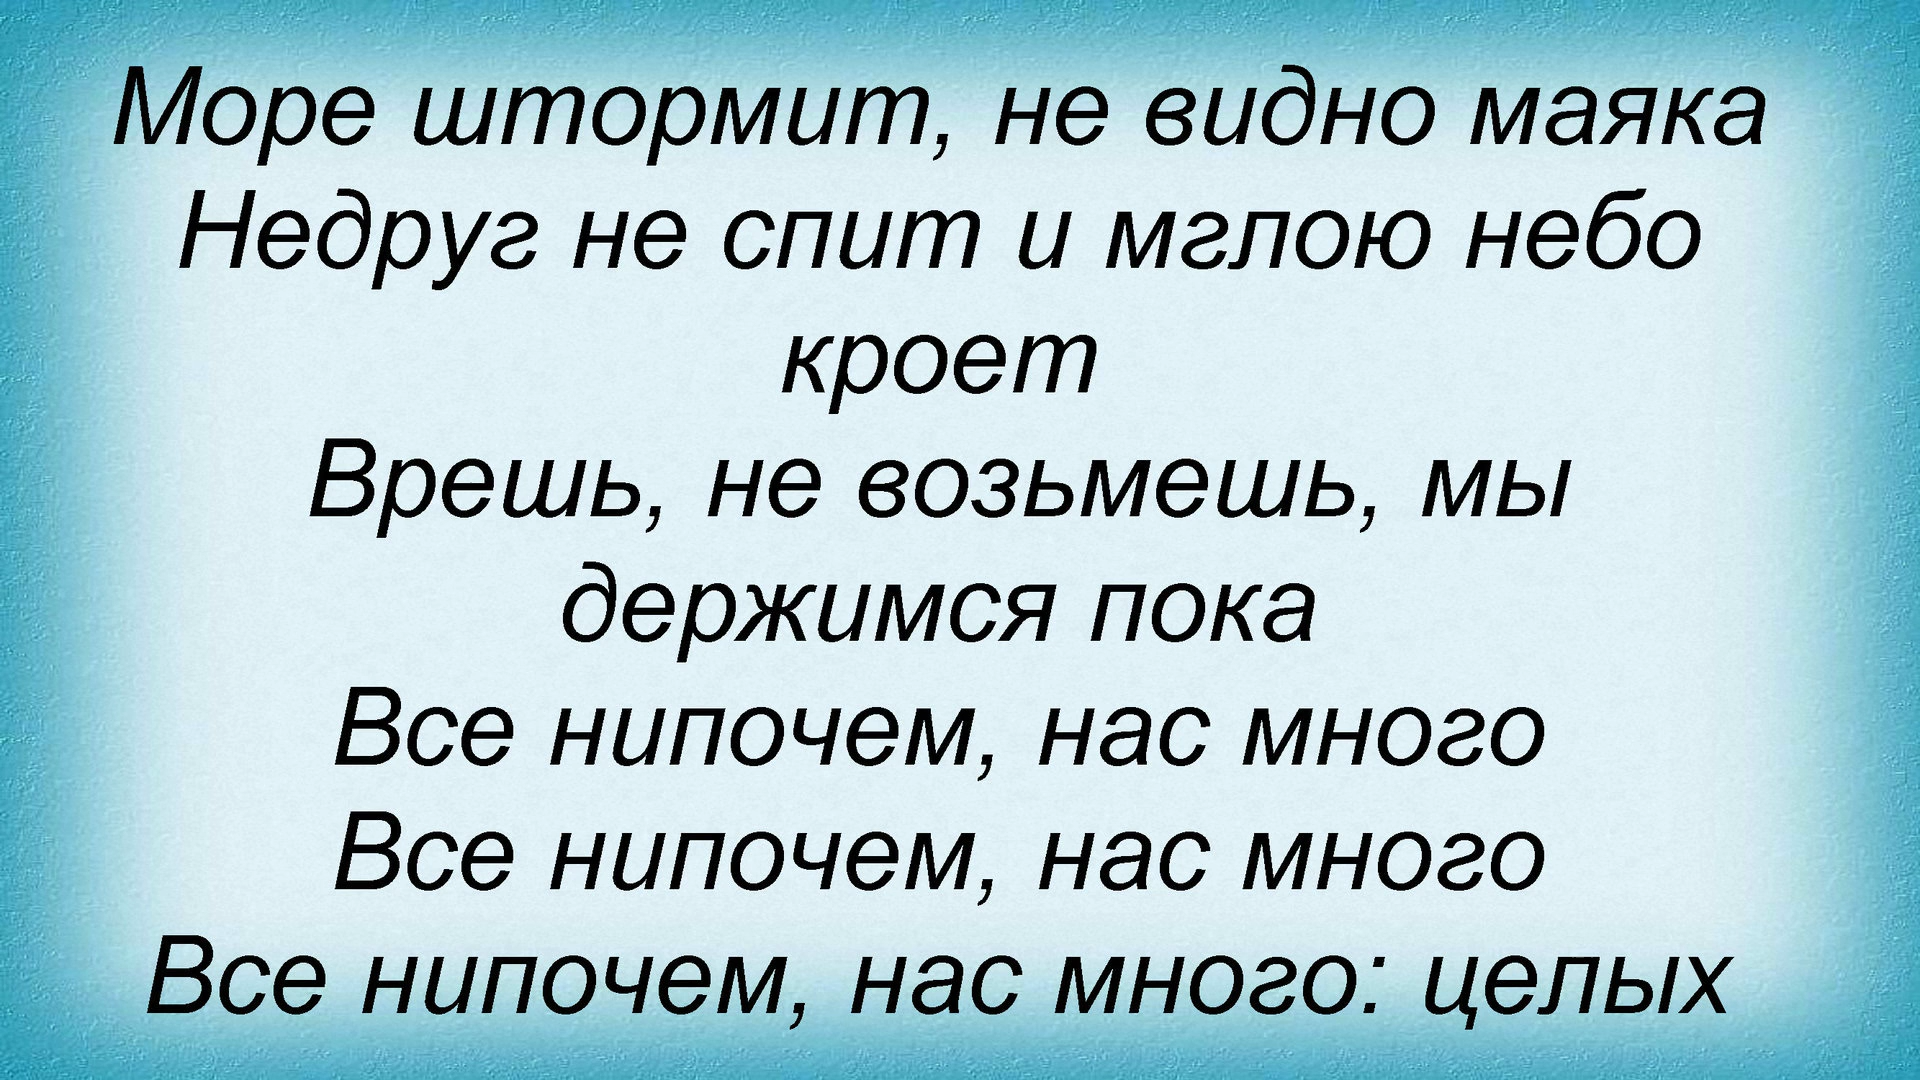 Море штормит, не видно маяка
Недруг не спит и мглою небо
кроет
Врешь, не возьмешь, мы
держимся пока
Все нипочем, нас много
Все нипочем, нас много
Все нипочем, нас много: целых